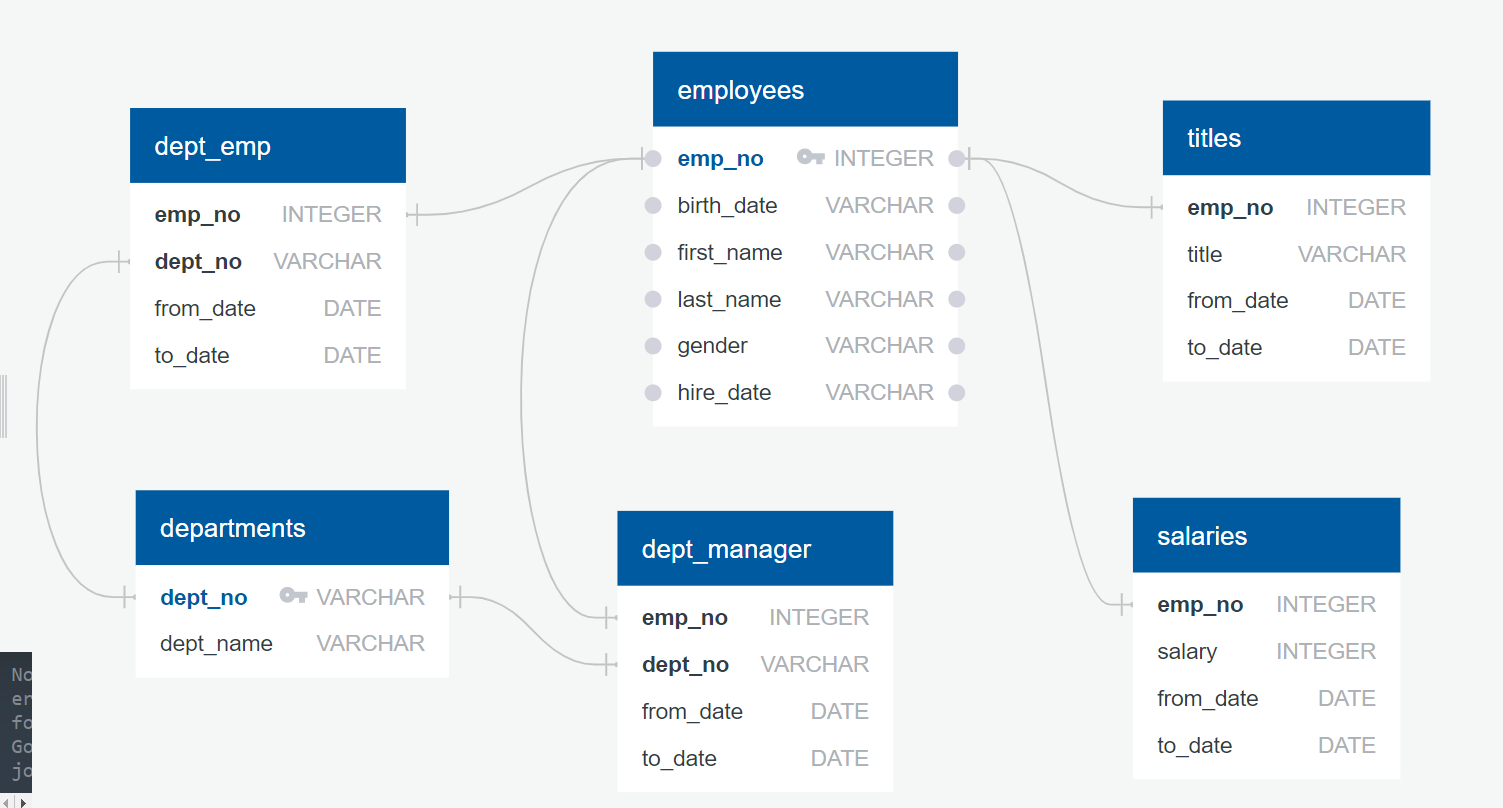 dept_emp
emp_no INTEGER
dept_no VARCHAR
from_date DATE
to_date DATE
employees
emp_no INTEGER
birth_date VARCHAR
first_name VARCHAR
last_name VARCHAR
gender VARCHAR
hire_date VARCHAR
titles
emp_no INTEGER
title VARCHAR
from_date DATE
to_date DATE
departments
dept_no VARCHAR
dept_name VARCHAR
dept_manager
emp_no INTEGER
dept_no VARCHAR
from_date DATE
to_date DATE
salaries
emp_no INTEGER
salary INTEGER
from_date DATE
to_date DATE
No
er
fo
Go
jo